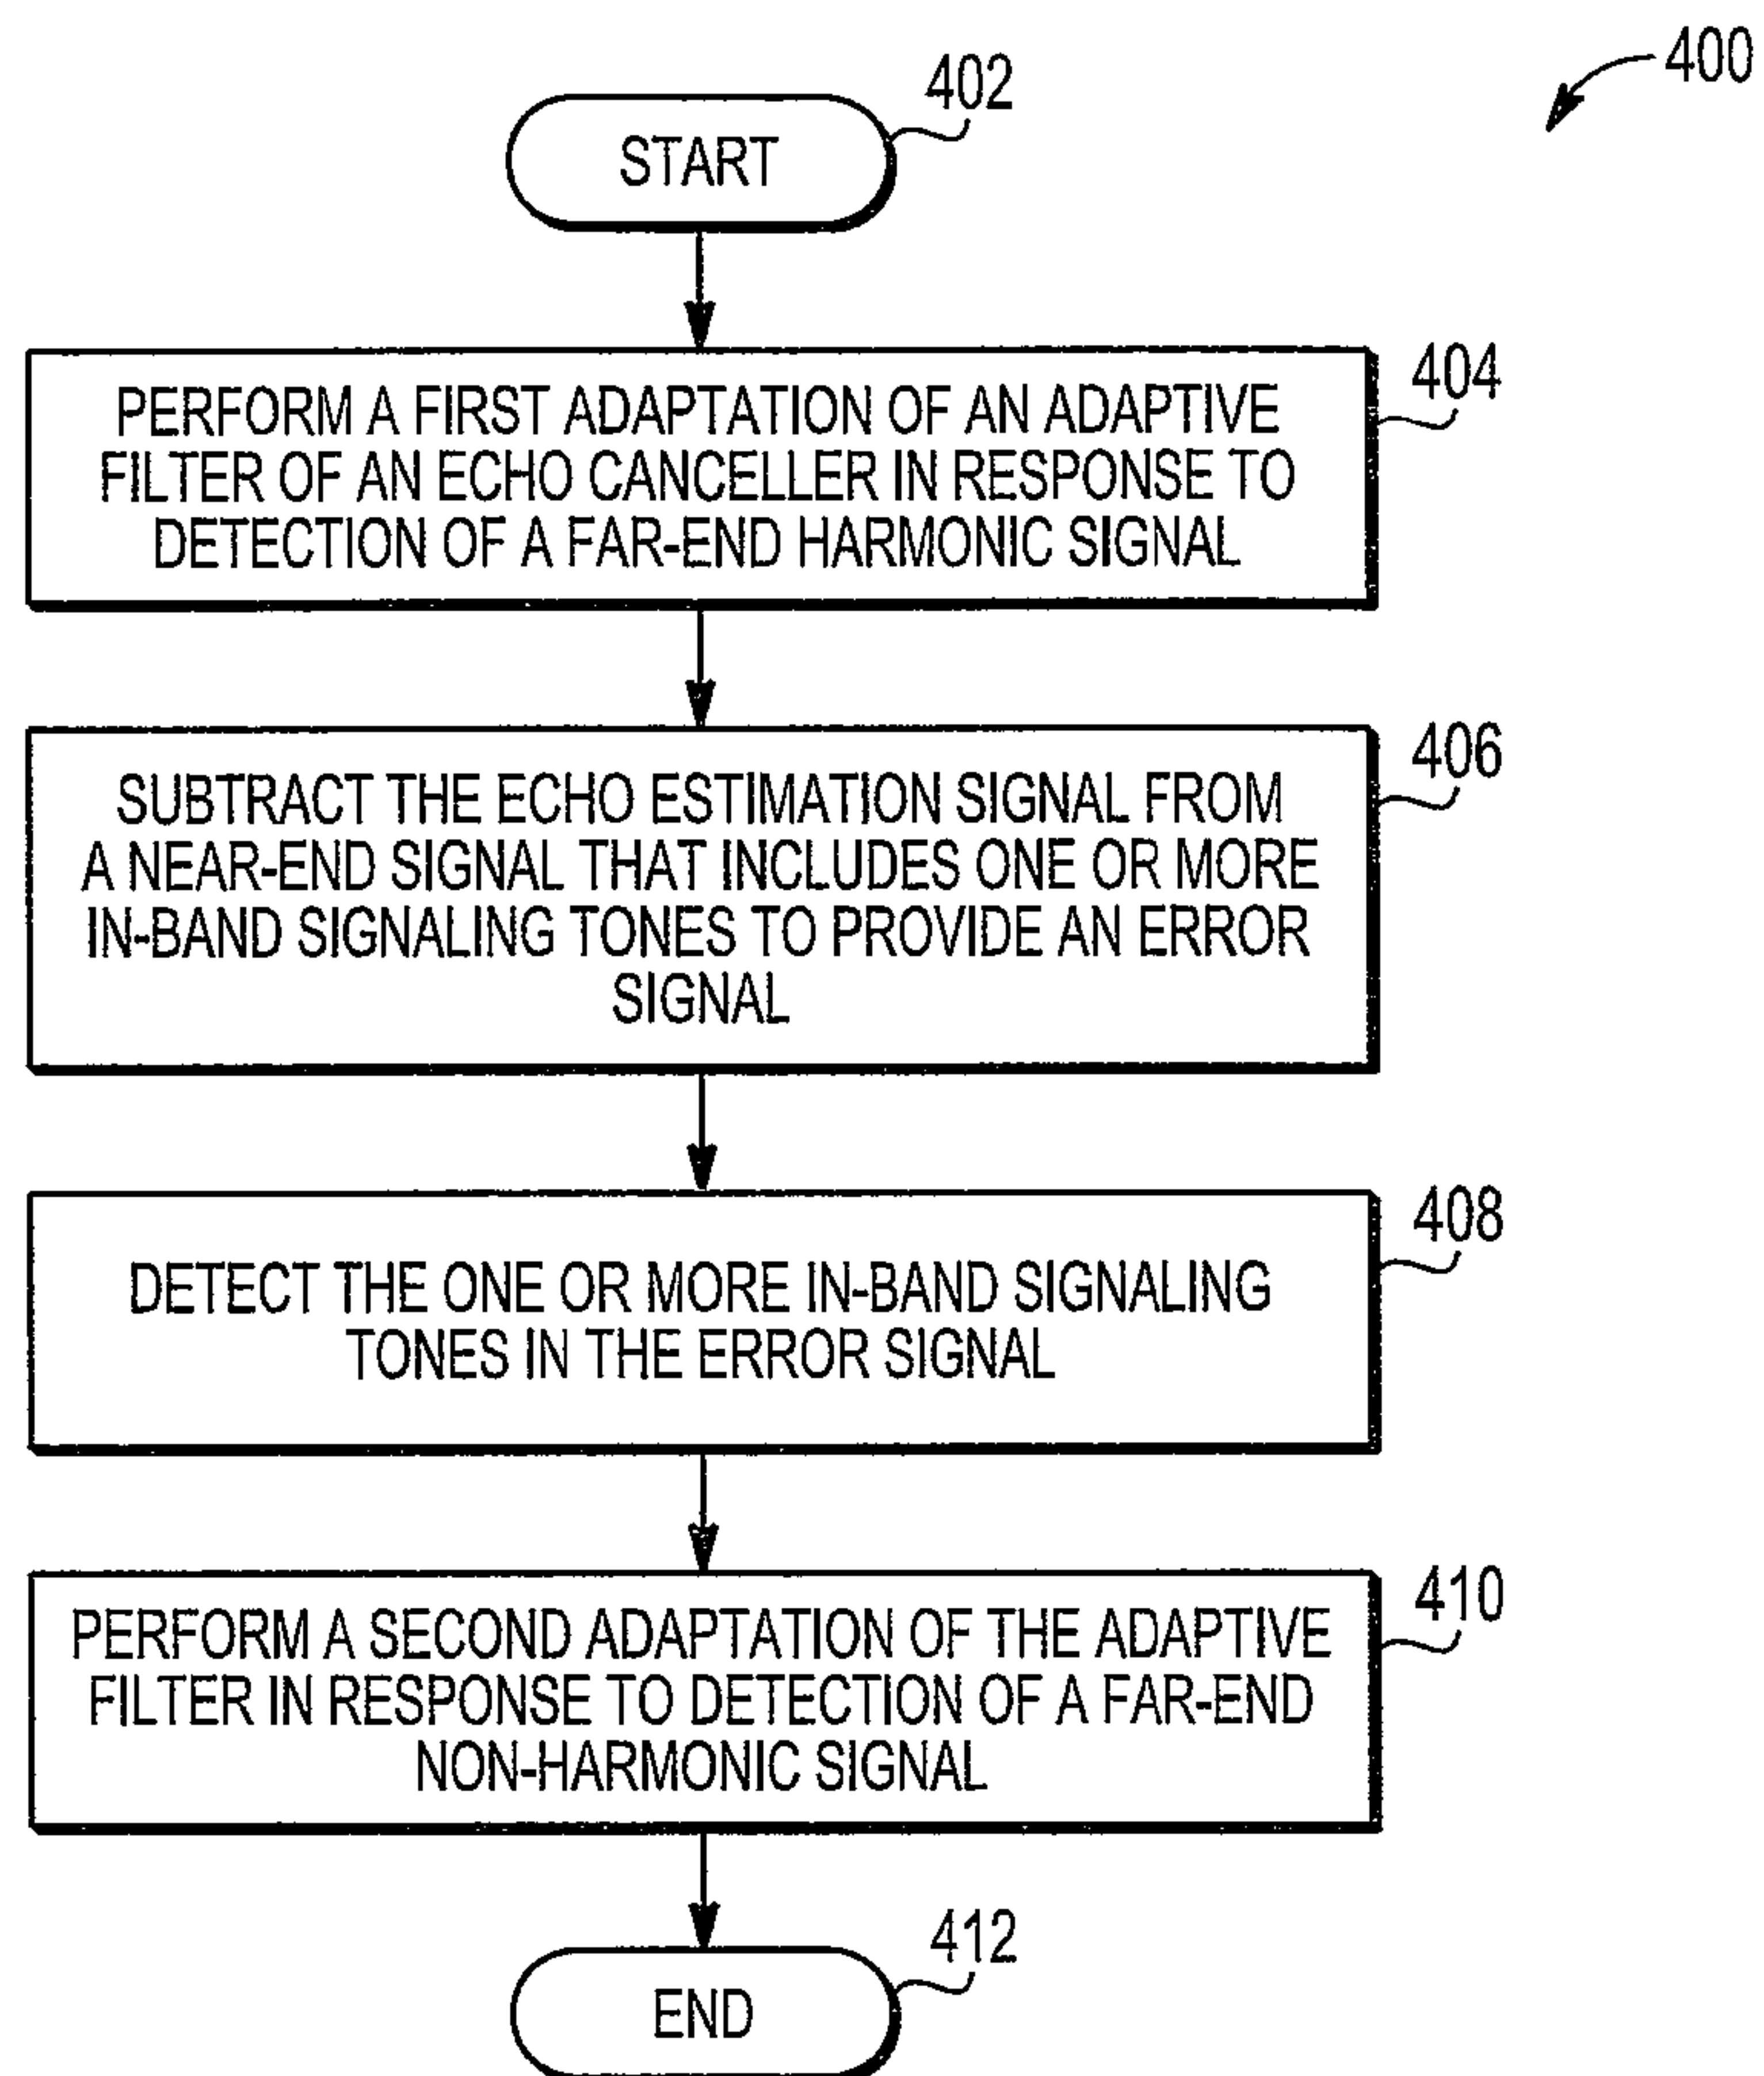 400
402
START
404
PERFORM A FIRST ADAPTATION OF AN ADAPTIVE
FILTER OF AN ECHO CANCELLER IN RESPONSE TO
DETECTION OF A FAR-END HARMONIC SIGNAL
406
SUBTRACT THE ECHO ESTIMATION SIGNAL FROM
A NEAR-END SIGNAL THAT INCLUDES ONE OR MORE
IN-BAND SIGNALING TONES TO PROVIDE AN ERROR
SIGNAL
408
DETECT THE ONE OR MORE IN-BAND SIGNALING
TONES IN THE ERROR SIGNAL
410
PERFORM A SECOND ADAPTATION OF THE ADAPTIVE
FILTER IN RESPONSE TO DETECTION OF A FAR-END
NON-HARMONIC SIGNAL
412
END